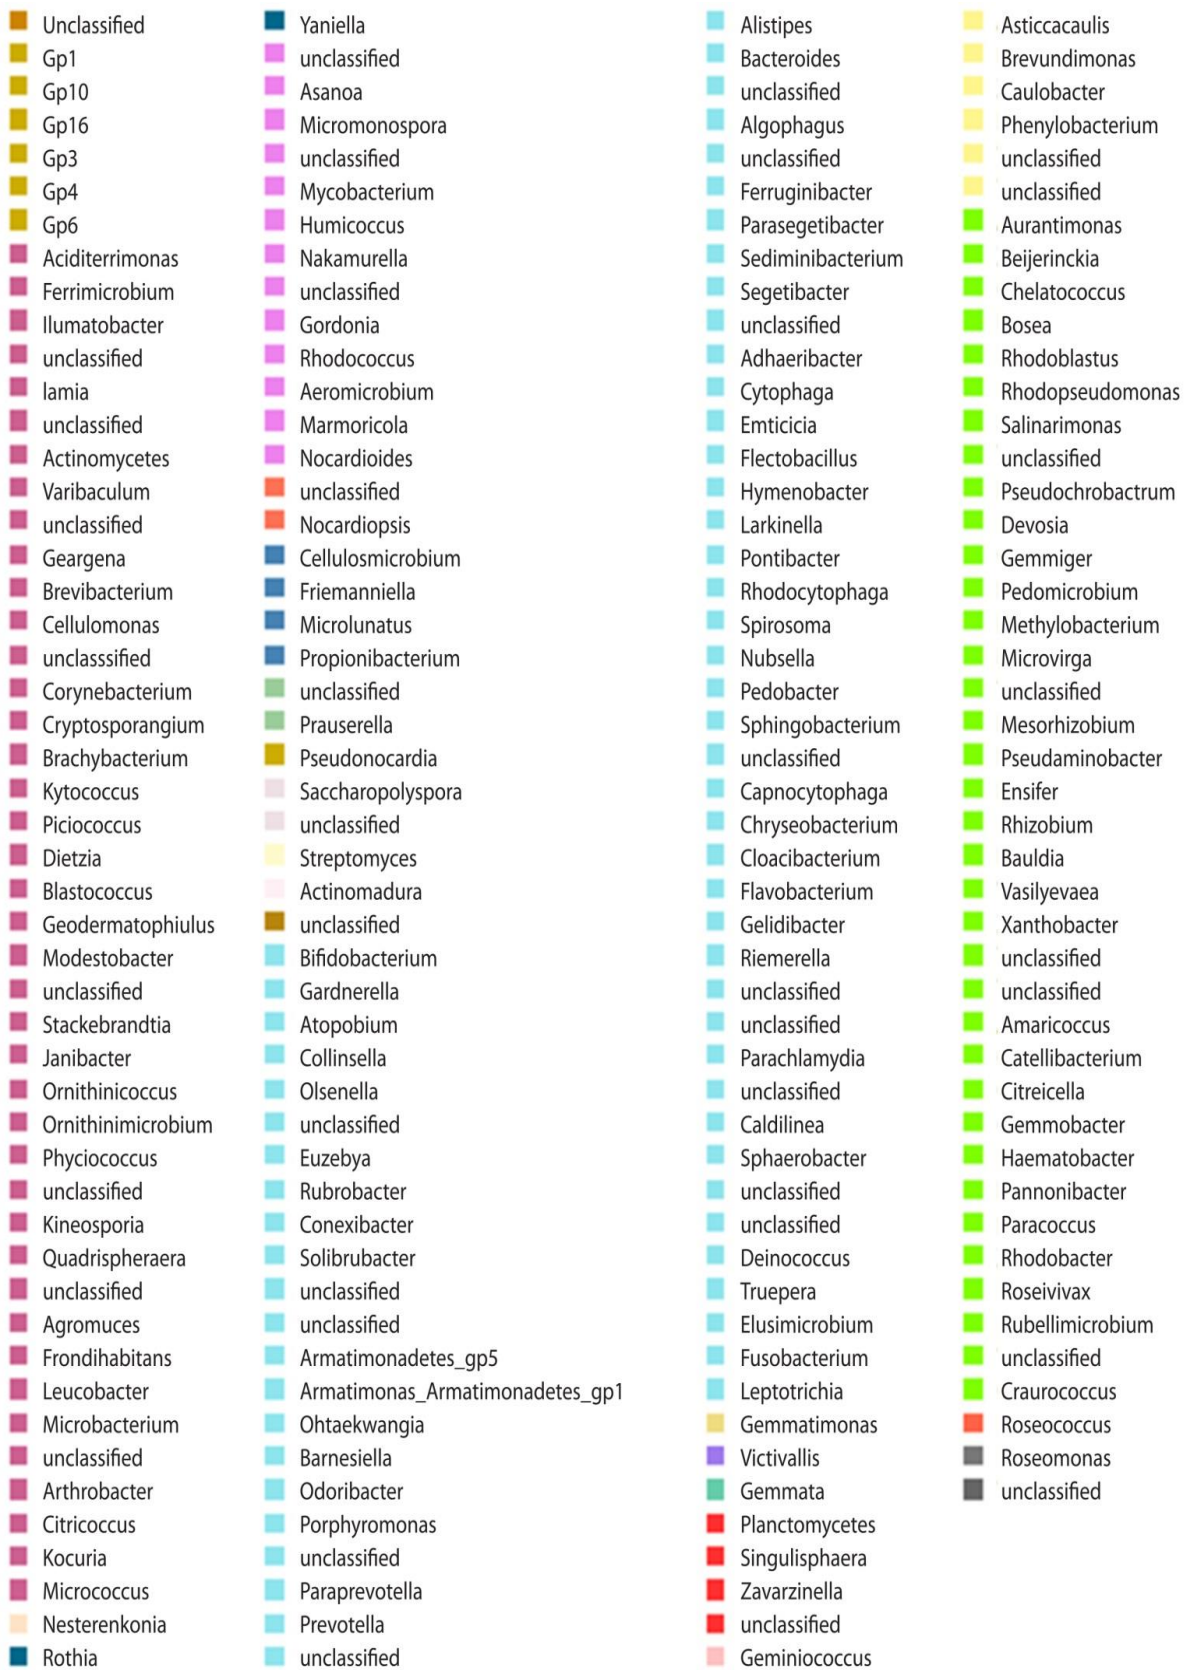 Unclassified
Gp1
Gp10
Gp16
Gp3
Gp4
Gp6
Aciditerrimonas
Ferrimicrobium
Ilumatobacter
unclassified
lamia
unclassified
Actinomycetes
Varibaculum
unclassified
Geargena
Brevibacterium
Cellulomonas
unclasssified
Corynebacterium
Cryptosporangium
Brachybacterium
Kytococcus
Piciococcus
Dietzia
Blastococcus
Geodermatophiulus
Modestobacter
unclassified
Stackebrandtia
Janibacter
Ornithinicoccus
Ornithinimicrobium
Phyciococcus
unclassified
Kineosporia
Quadrispheraera
unclassified
Agromuces
Frondihabitans
Leucobacter
Microbacterium
unclassified
Arthrobacter
Citricoccus
Kocuria
Micrococcus
Nesterenkonia
Rothia
Yaniella
unclassified
Asanoa
Micromonospora
unclassified
Mycobacterium
Humicoccus
Nakamurella
unclassified
Gordonia
Rhodococcus
Aeromicrobium
Marmoricola
Nocardioides
unclassified
Nocardiopsis
Cellulosmicrobium
Friemanniella
Microlunatus
Propionibacterium
unclassified
Prauserella
Pseudonocardia
Saccharopolyspora
unclassified
Streptomyces
Actinomadura
unclassified
Bifidobacterium
Gardnerella
Atopobium
Collinsella
Olsenella
unclassified
Euzebya
Rubrobacter
Conexibacter
Solibrubacter
unclassified
unclassified
Armatimonadetes_gp5
Armatimonas_Armatimonadetes_gp1
Ohtaekwangia
Barnesiella
Odoribacter
Porphyromonas
unclassified
Paraprevotella
Prevotella
unclassified
Alistipes
Bacteroides
unclassified
Algophagus
unclassified
Ferruginibacter
Parasegetibacter
Sediminibacterium
Segetibacter
unclassified
Adhaeribacter
Cytophaga
Emticicia
Flectobacillus
Hymenobacter
Larkinella
Pontibacter
Rhodocytophaga
Spirosoma
Nubsella
Pedobacter
Sphingobacterium
unclassified
Capnocytophaga
Chryseobacterium
Cloacibacterium
Flavobacterium
Gelidibacter
Riemerella
unclassified
unclassified
Parachlamydia
unclassified
Caldilinea
Sphaerobacter
unclassified
unclassified
Deinococcus
Truepera
Elusimicrobium
Fusobacterium
Leptotrichia
Gemmatimonas
Victivallis
Gemmata
Planctomycetes
Singulisphaera
Zavarzinella
unclassified
Geminiococcus
Asticcacaulis
Brevundimonas
Caulobacter
Phenylobacterium
unclassified
unclassified
Aurantimonas
Beijerinckia
Chelatococcus
Bosea
Rhodoblastus
Rhodopseudomonas
Salinarimonas
unclassified
Pseudochrobactrum
Devosia
Gemmiger
Pedomicrobium
Methylobacterium
Microvirga
unclassified
Mesorhizobium
Pseudaminobacter
Ensifer
Rhizobium
Bauldia
Vasilyevaea
Xanthobacter
unclassified
unclassified
Amaricoccus
Catellibacterium
Citreicella
Gemmobacter
Haematobacter
Pannonibacter
Paracoccus
Rhodobacter
Roseivivax
Rubellimicrobium
unclassified
Craurococcus
Roseococcus
Roseomonas
unclassified